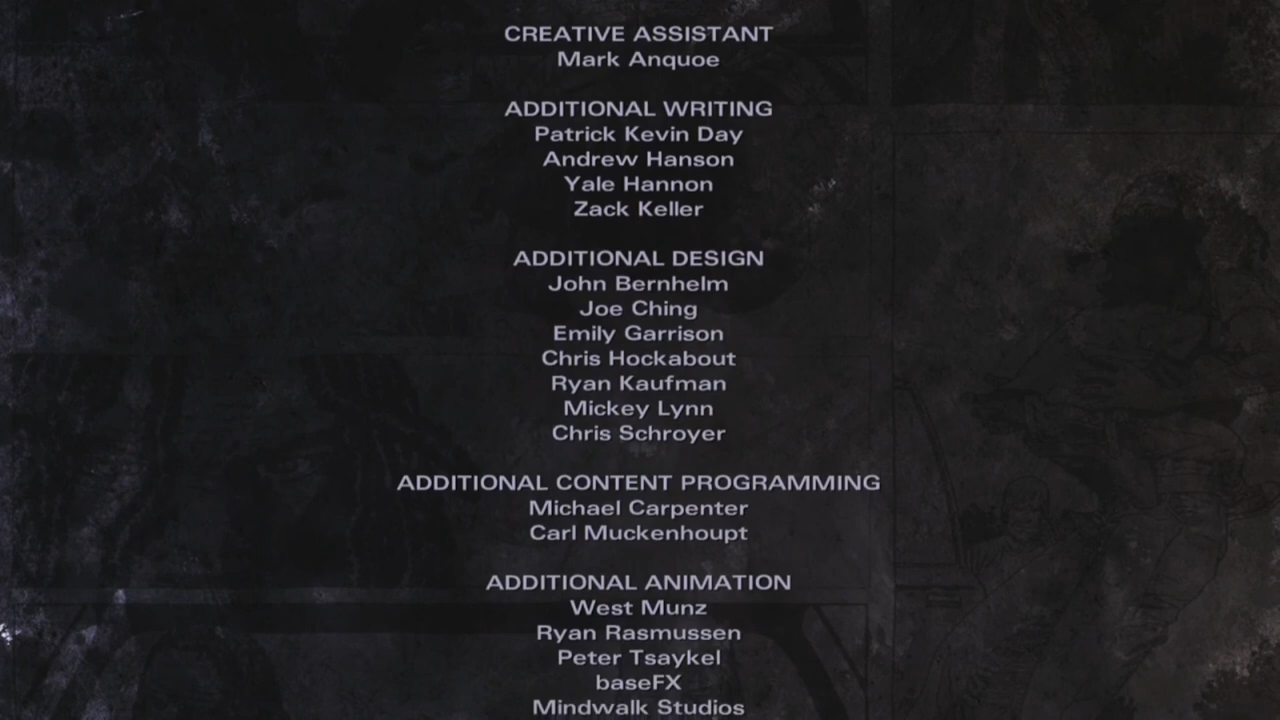 CREATIVE ASSISTANT
Mark Anquoe
ADDITIONAL WRITING
Patrick Kevin Day
Andrew Hanson
Yale Hannon
Zack Keller
ADDITIONAL DESIGN
John Bernhelm
Joe Ching
Emily Garrison
Chris Hockabout
Ryan Kaufman
Mickey Lynn
Chris Schroyer
ADDITIONAL CONTENT PROGRAMMING
Michael Carpenter
Carl Muckenhoupt
ADDITIONAL ANIMATION
West Munz
Ryan Rasmussen
Peter Tsaykel
baseFX
Mindwalk Studios